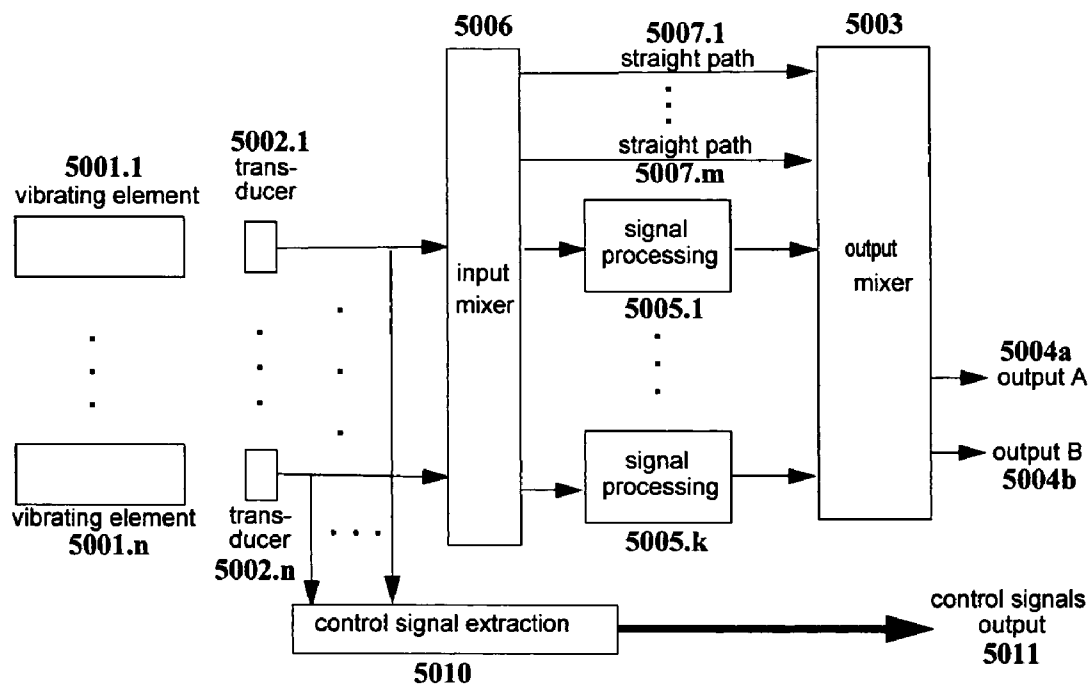 5006
5007.1
straight path
5003
5002.1
trans-
ducer
5001.1
vibrating element
straight path
5007.m
signal
processing
5005.1
input
mixer
output
mixer
5004a
output A
output B
5004b
signal
processing
5005.k
vibrating element
5001.n
trans-
ducer
5002.n
control signal extraction
5010
control signals
output
5011